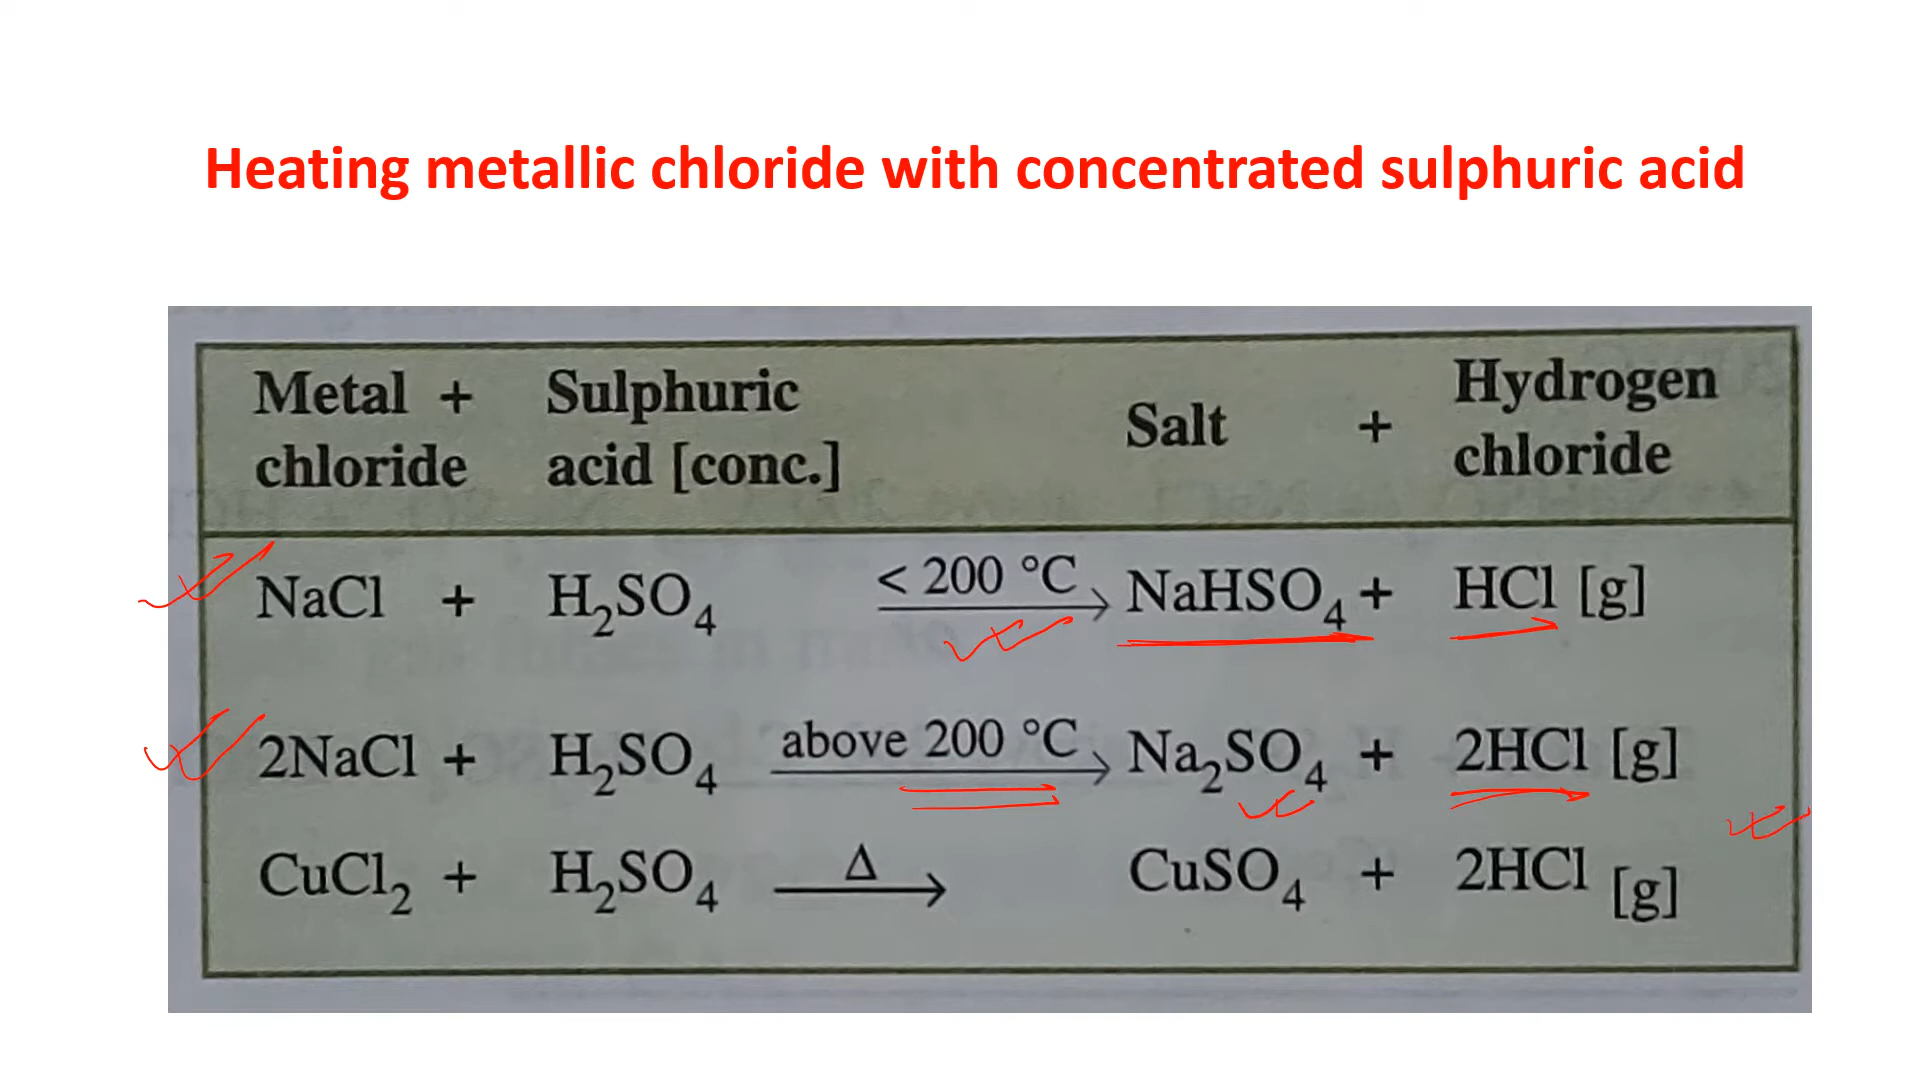 Heating metallic chloride with concentrated sulphuric acid
Metal + Sulphuric Salt + Hydrogen
chloride acid [conc.] chloride
NaCl + H₂SO₄ < 200 °C → NaHSO₄ + HCl [g]
2NaCl + H₂SO₄ above 200 °C → Na₂SO₄ + 2HCl [g]
CuCl₂ + H₂SO₄ Δ → CuSO₄ + 2HCl [g]